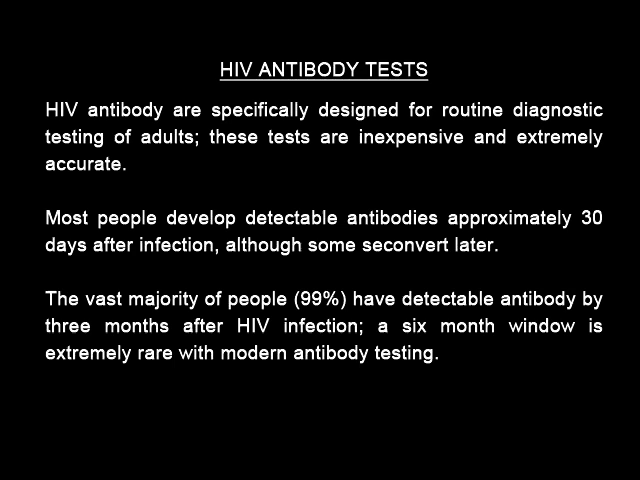 HIV ANTIBODY TESTS
HIV antibody are specifically designed for routine diagnostic
testing of adults; these tests are inexpensive and extremely
accurate.
Most people develop detectable antibodies approximately 30
days after infection, although some seconvert later.
The vast majority of people (99%) have detectable antibody by
three months after HIV infection; a six month window is
extremely rare with modern antibody testing.